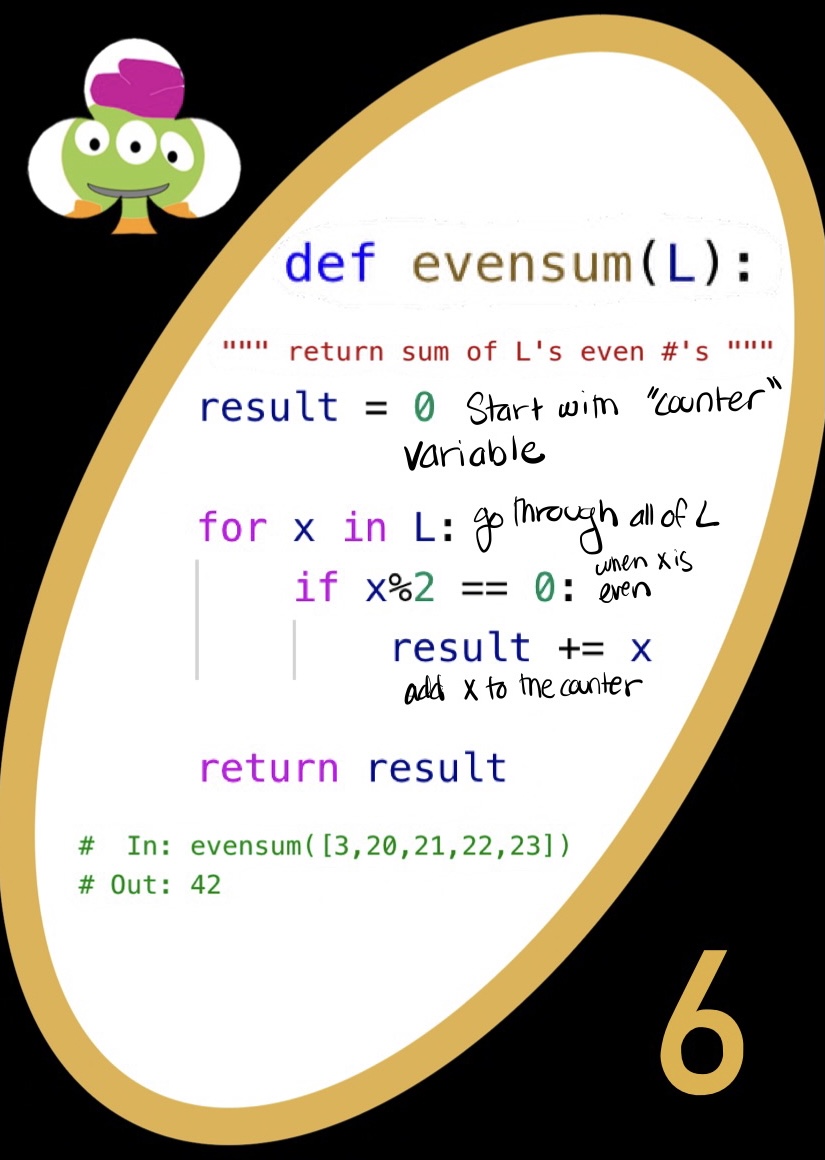 def evensum(L):
""" return sum of L's even #'s """
result = 0 Start with "counter"
variable
for x in L: go through all of L
if x%2 == 0: when x is
even
result += x
add x to the counter
return result
#  In: evensum([3,20,21,22,23])
# Out: 42
6